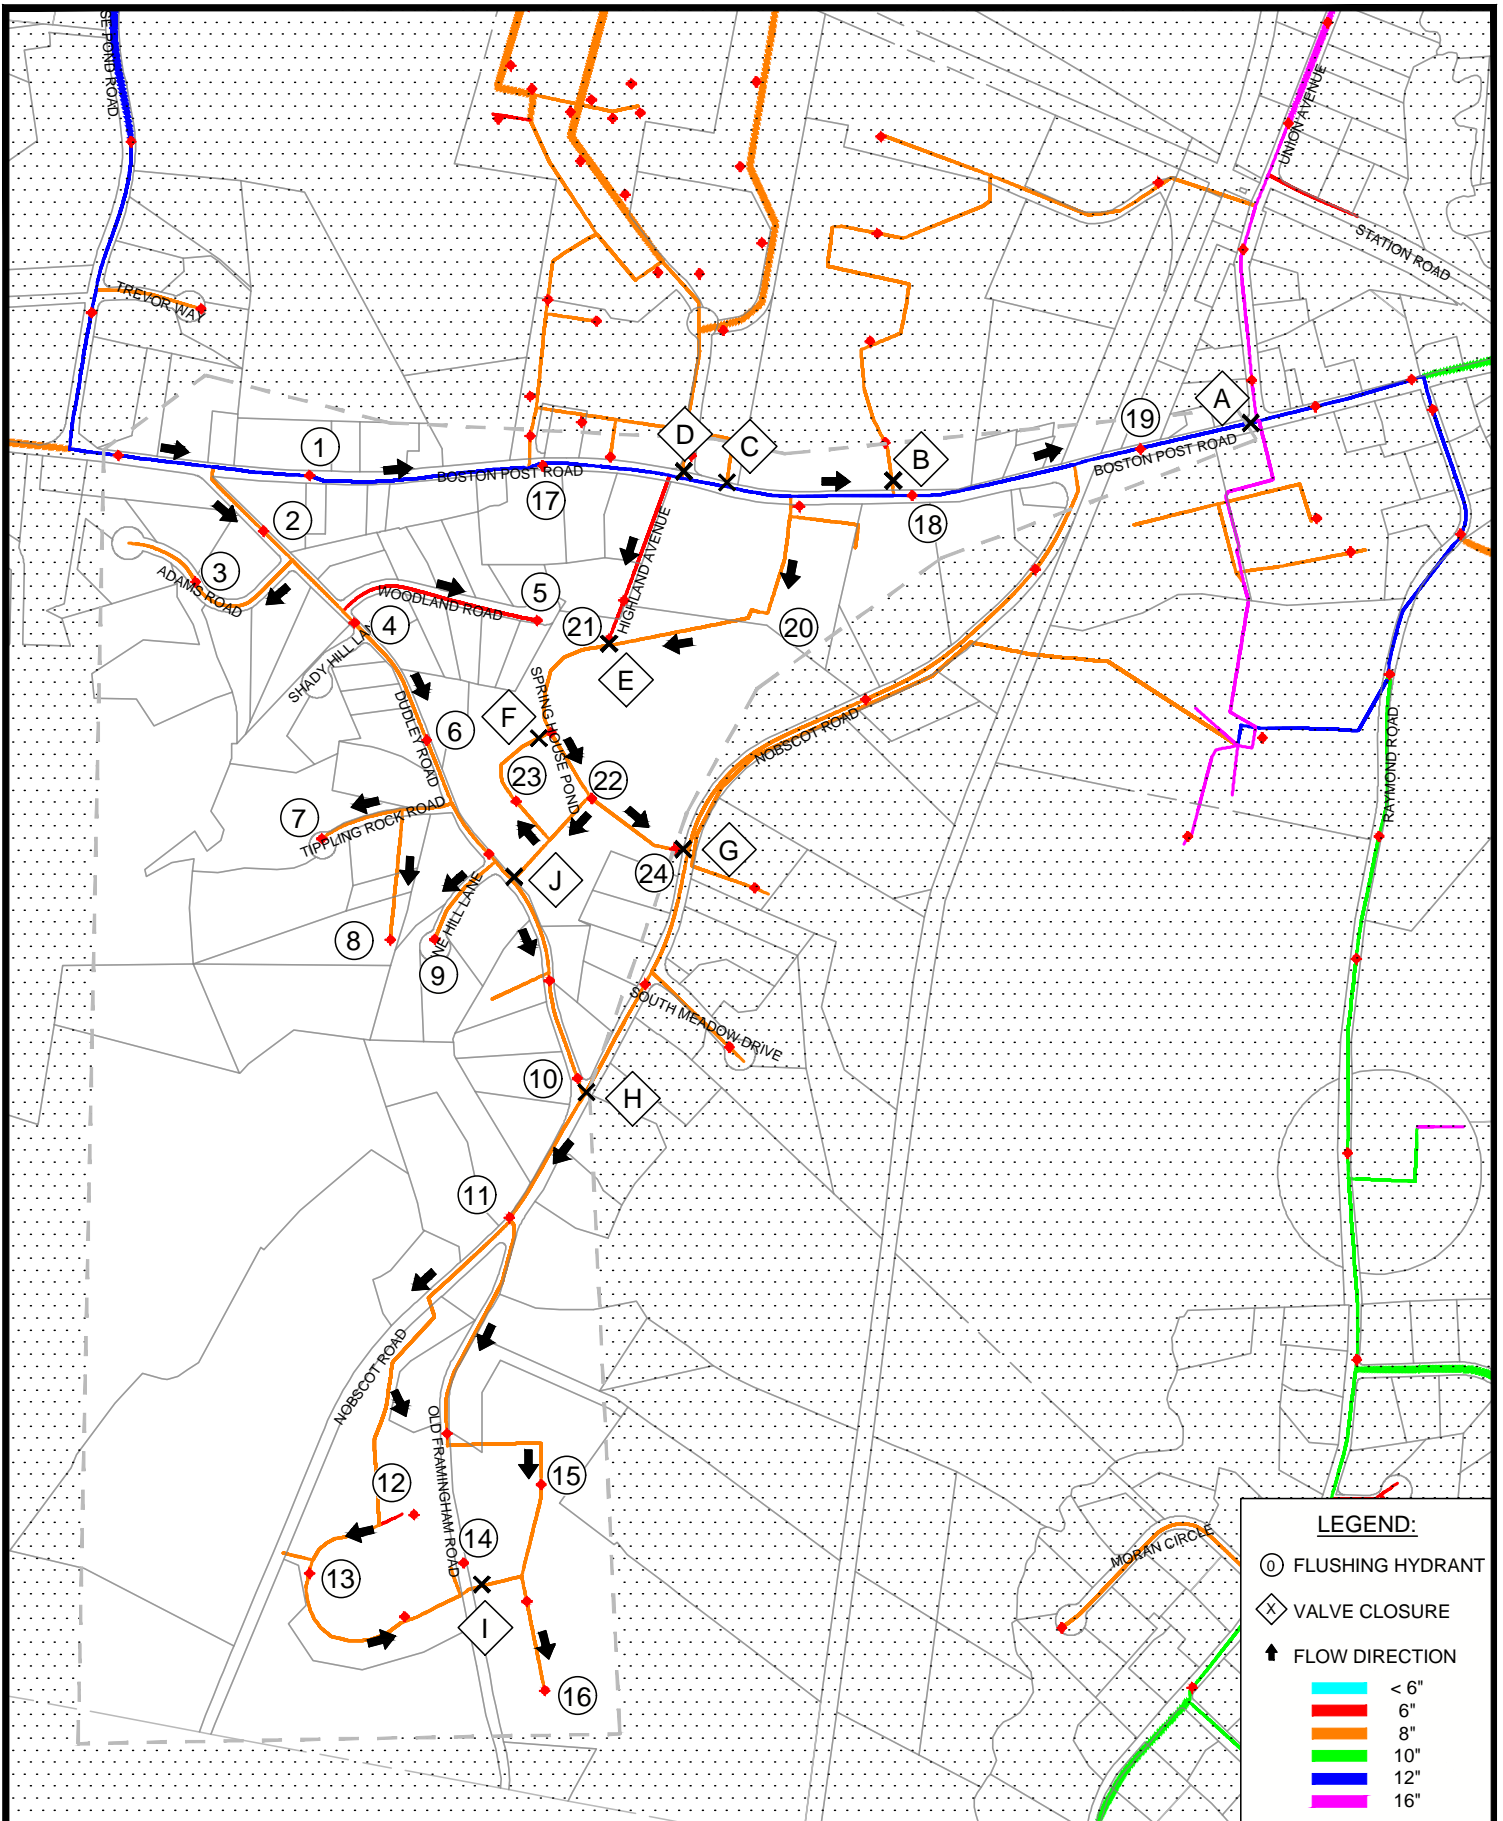 SE POND ROAD
UNION AVENUE
STATION ROAD
TREVOR WAY
A
1
19
D
C
B
BOSTON POST ROAD
BOSTON POST ROAD
17
18
2
HIGHLAND AVENUE
3
ADAMS ROAD
5
WOODLAND ROAD
4
21
20
SHADY HILL LAN
E
SPRING HOUSE POND
DUDLEY ROAD
F
6
NOBSCOT ROAD
23
22
7
TIPPLING ROCK ROAD
RAYMOND ROAD
G
24
J
NE HILL LANE
8
9
SOUTH MEADOW DRIVE
10
H
11
NOBSCOT ROAD
OLD FRAMINGHAM ROAD
12
15
14
13
I
16
MORAN CIRCLE
LEGEND:
0 FLUSHING HYDRANT
X VALVE CLOSURE
FLOW DIRECTION
< 6"
6"
8"
10"
12"
16"